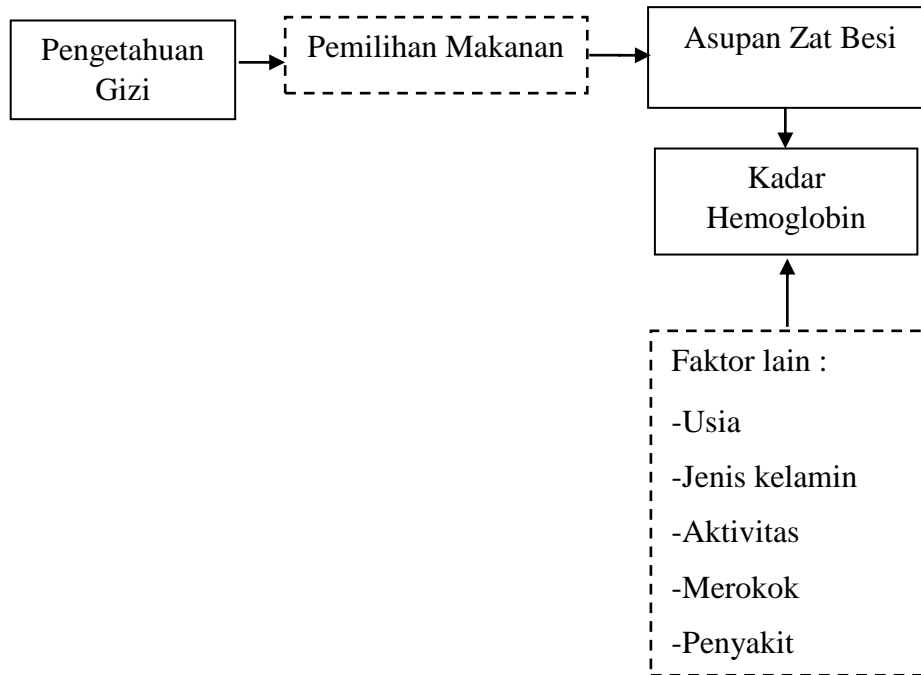 Pengetahuan
Gizi
Pemilihan Makanan
Asupan Zat Besi
Kadar
Hemoglobin
Faktor lain :
-Usia
-Jenis kelamin
-Aktivitas
-Merokok
-Penyakit